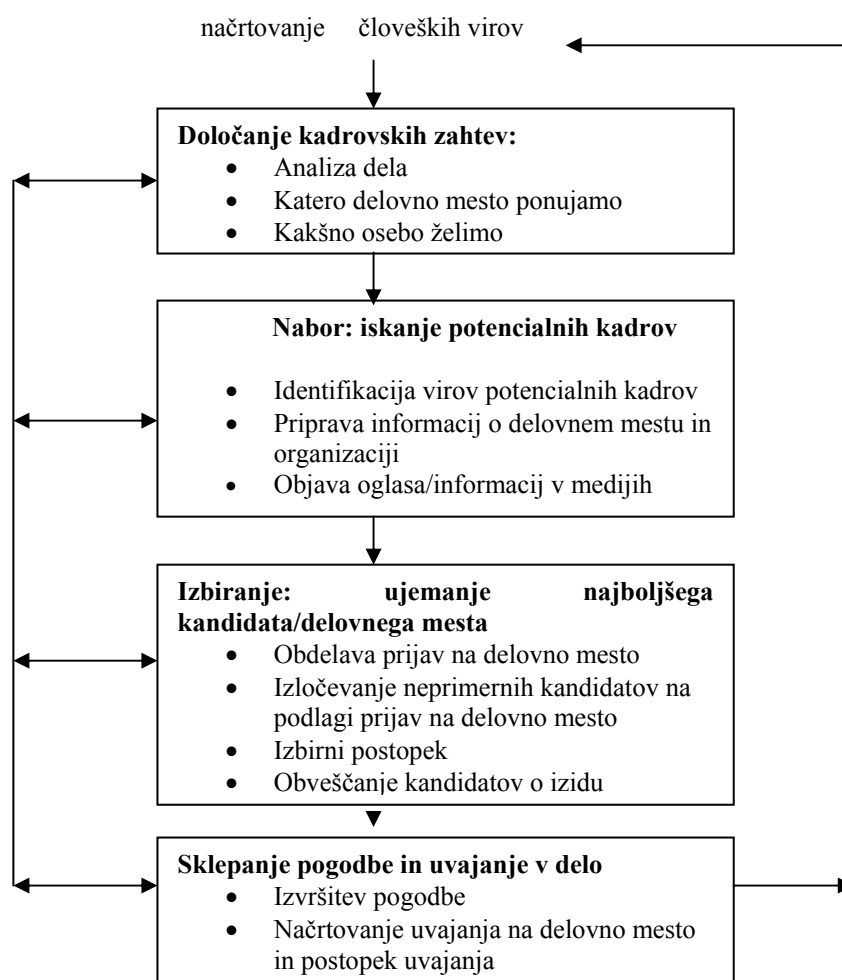 načrtovanje človeških virov
Določanje kadrovskih zahtev:
• Analiza dela
• Katero delovno mesto ponujamo
• Kakšno osebo želimo
Nabor: iskanje potencialnih kadrov
• Identifikacija virov potencialnih kadrov
• Priprava informacij o delovnem mestu in
organizaciji
• Objava oglasa/informacij v medijih
Izbiranje: ujemanje najboljšega
kandidata/delovnega mesta
• Obdelava prijav na delovno mesto
• Izločevanje neprimernih kandidatov na
podlagi prijav na delovno mesto
• Izbirni postopek
• Obveščanje kandidatov o izidu
Sklepanje pogodbe in uvajanje v delo
• Izvršitev pogodbe
• Načrtovanje uvajanja na delovno mesto
in postopek uvajanja